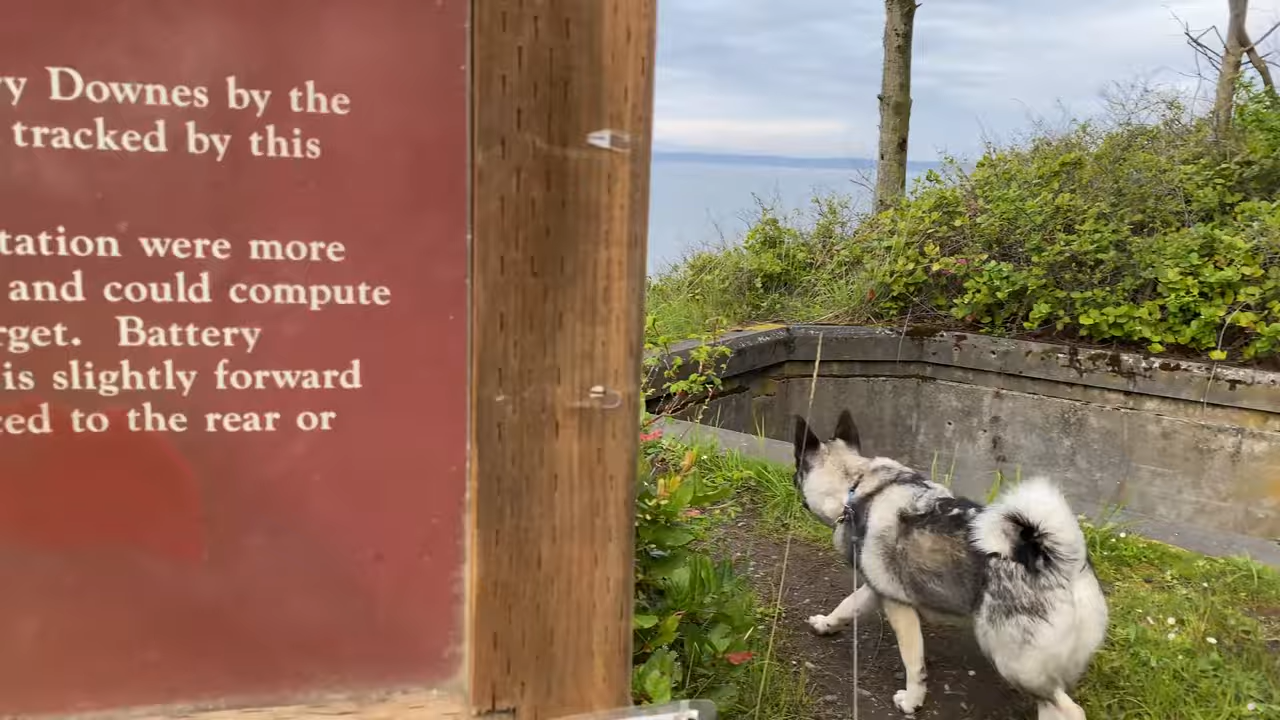 y Downes by the
tracked by this
tation were more
and could compute
rget. Battery
is slightly forward
ced to the rear or